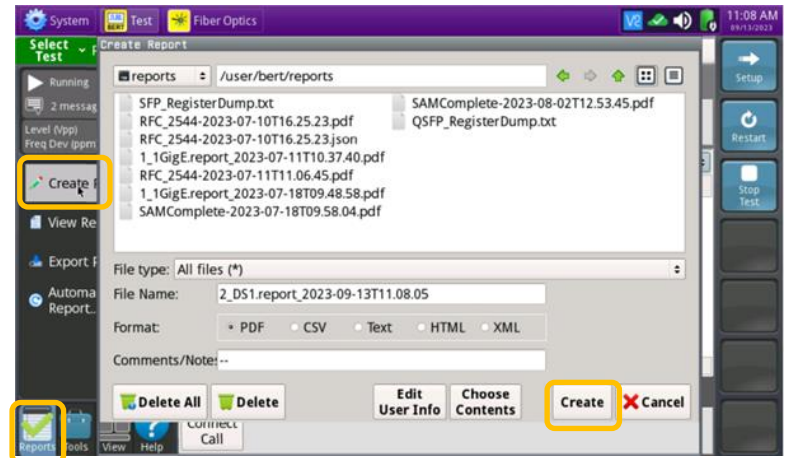 System Test Fiber Optics V2 11:08 AM
09/13/2023
Select Test
Create Report
Running
2 messag
Level (Vpp)
Freq Dev (ppm
Create
View Re
Export
Automa
Report..
reports /user/bert/reports
SFP_RegisterDump.txt
RFC_2544-2023-07-10T16.25.23.pdf
RFC_2544-2023-07-10T16.25.23.json
1_1GigE.report_2023-07-11T10.37.40.pdf
RFC_2544-2023-07-11T11.06.45.pdf
1_1GigE.report_2023-07-18T09.48.58.pdf
SAMComplete-2023-07-18T09.58.04.pdf
SAMComplete-2023-08-02T12.53.45.pdf
QSFP_RegisterDump.txt
File type: All files (*)
File Name: 2_DS1.report_2023-09-13T11.08.05
Format: PDF CSV Text HTML XML
Comments/Note: --
Delete All Delete Edit User Info Choose Contents Create Cancel
Setup
Restart
Stop
Test
Reports Tools View Help
Connect
Call